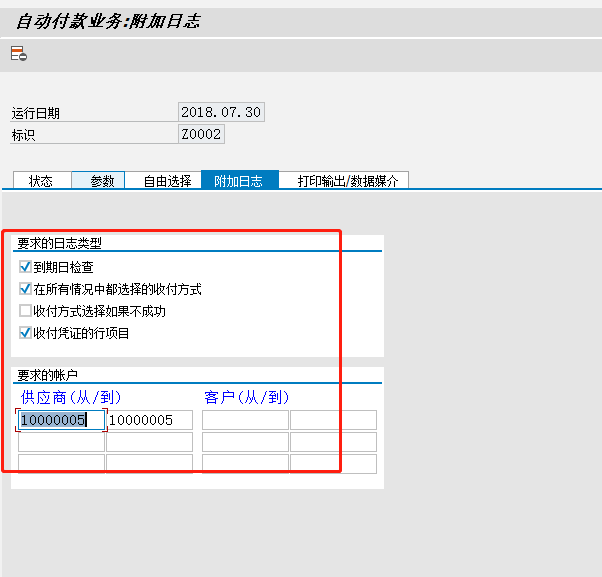 自动付款业务:附加日志
运行日期 2018.07.30
标识 Z0002
状态 参数 自由选择 附加日志 打印输出/数据媒介
要求的日志类型
到期日检查
在所有情况中都选择的收付方式
收付方式选择如果不成功
收付凭证的行项目
要求的帐户
供应商(从/到) 客户(从/到)
10000005 10000005